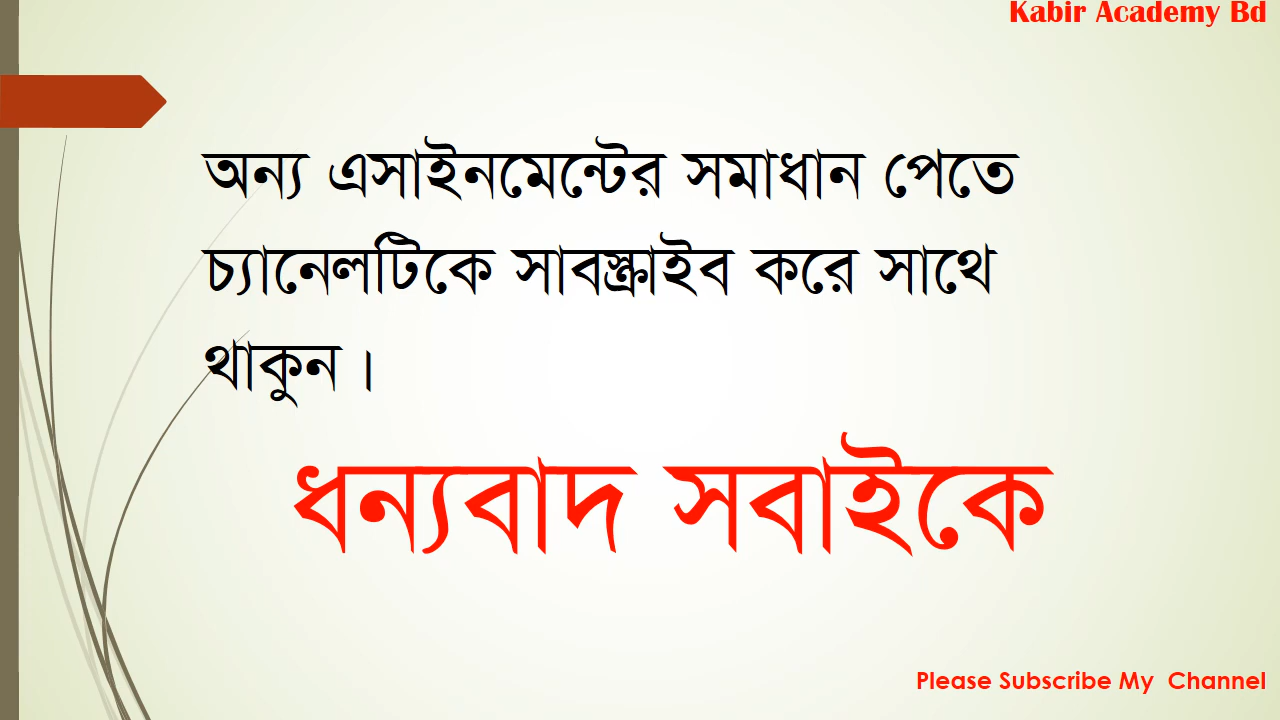 Kabir Academy Bd
অন্য এসাইনমেন্টের সমাধান পেতে
চ্যানেলটিকে সাবস্ক্রাইব করে সাথে
থাকুন।
ধন্যবাদ সবাইকে
Please Subscribe My Channel